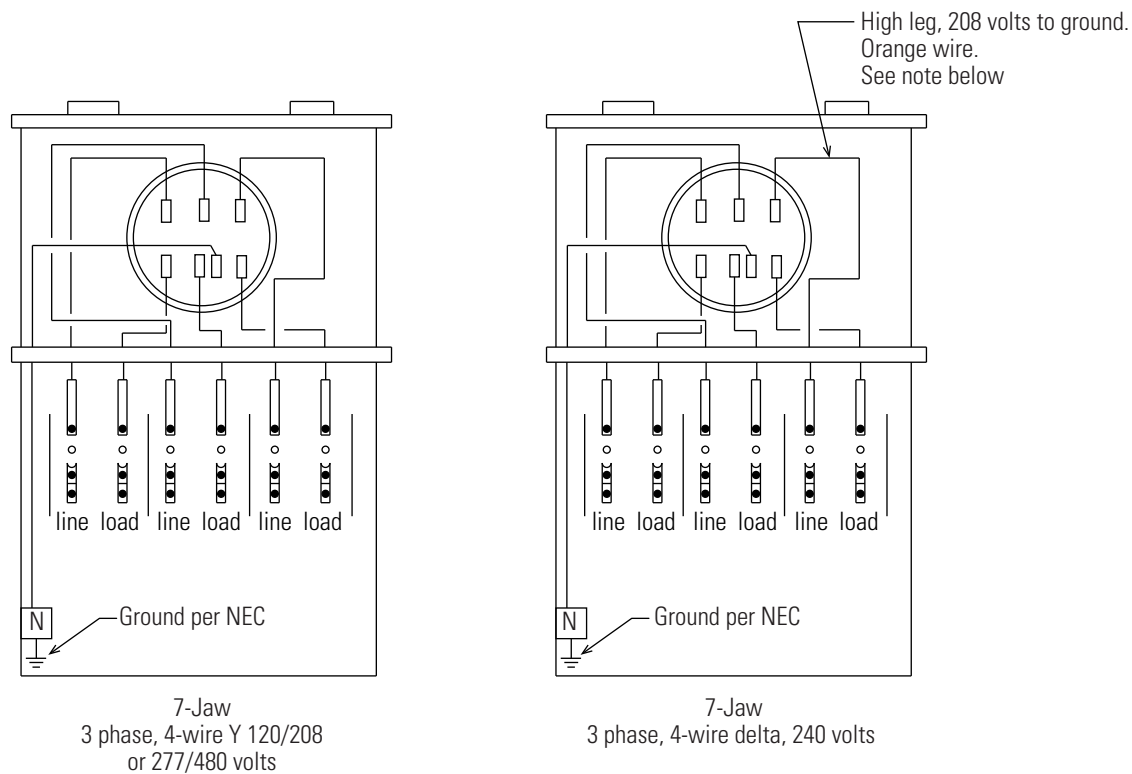 High leg, 208 volts to ground.
Orange wire.
See note below
line load line load line load
line load line load line load
N
Ground per NEC
N
Ground per NEC
7-Jaw
3 phase, 4-wire Y 120/208
or 277/480 volts
7-Jaw
3 phase, 4-wire delta, 240 volts